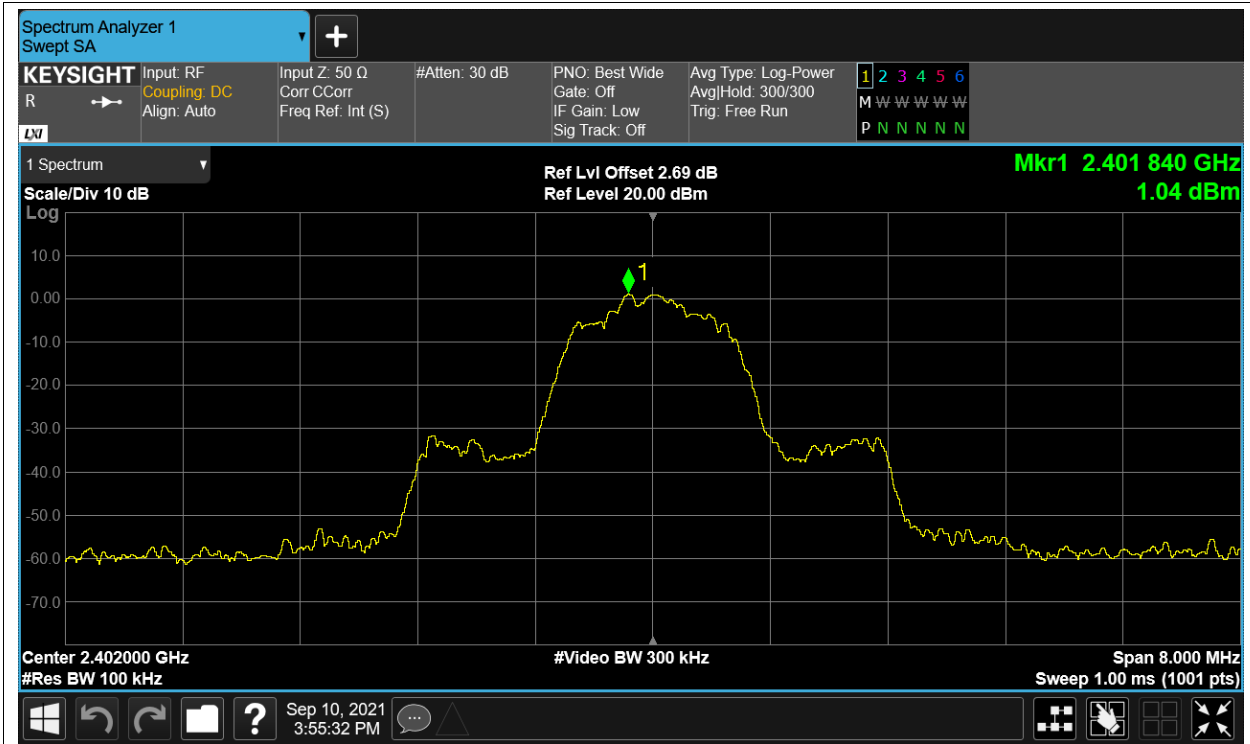 Spectrum Analyzer 1
Swept SA
+
KEYSIGHT
R
LXI
Input: RF
Coupling: DC
Align: Auto
Input Z: 50 Ω
Corr CCorr
Freq Ref: Int (S)
#Atten: 30 dB
PNO: Best Wide
Gate: Off
IF Gain: Low
Sig Track: Off
Avg Type: Log-Power
Avg|Hold: 300/300
Trig: Free Run
1 2 3 4 5 6
M W W W W W
P N N N N N
1 Spectrum
Scale/Div 10 dB
Log
Ref Lvl Offset 2.69 dB
Ref Level 20.00 dBm
Mkr1 2.401 840 GHz
1.04 dBm
1
10.0
0.00
-10.0
-20.0
-30.0
-40.0
-50.0
-60.0
-70.0
Center 2.402000 GHz
#Res BW 100 kHz
#Video BW 300 kHz
Span 8.000 MHz
Sweep 1.00 ms (1001 pts)
?
Sep 10, 2021
3:55:32 PM